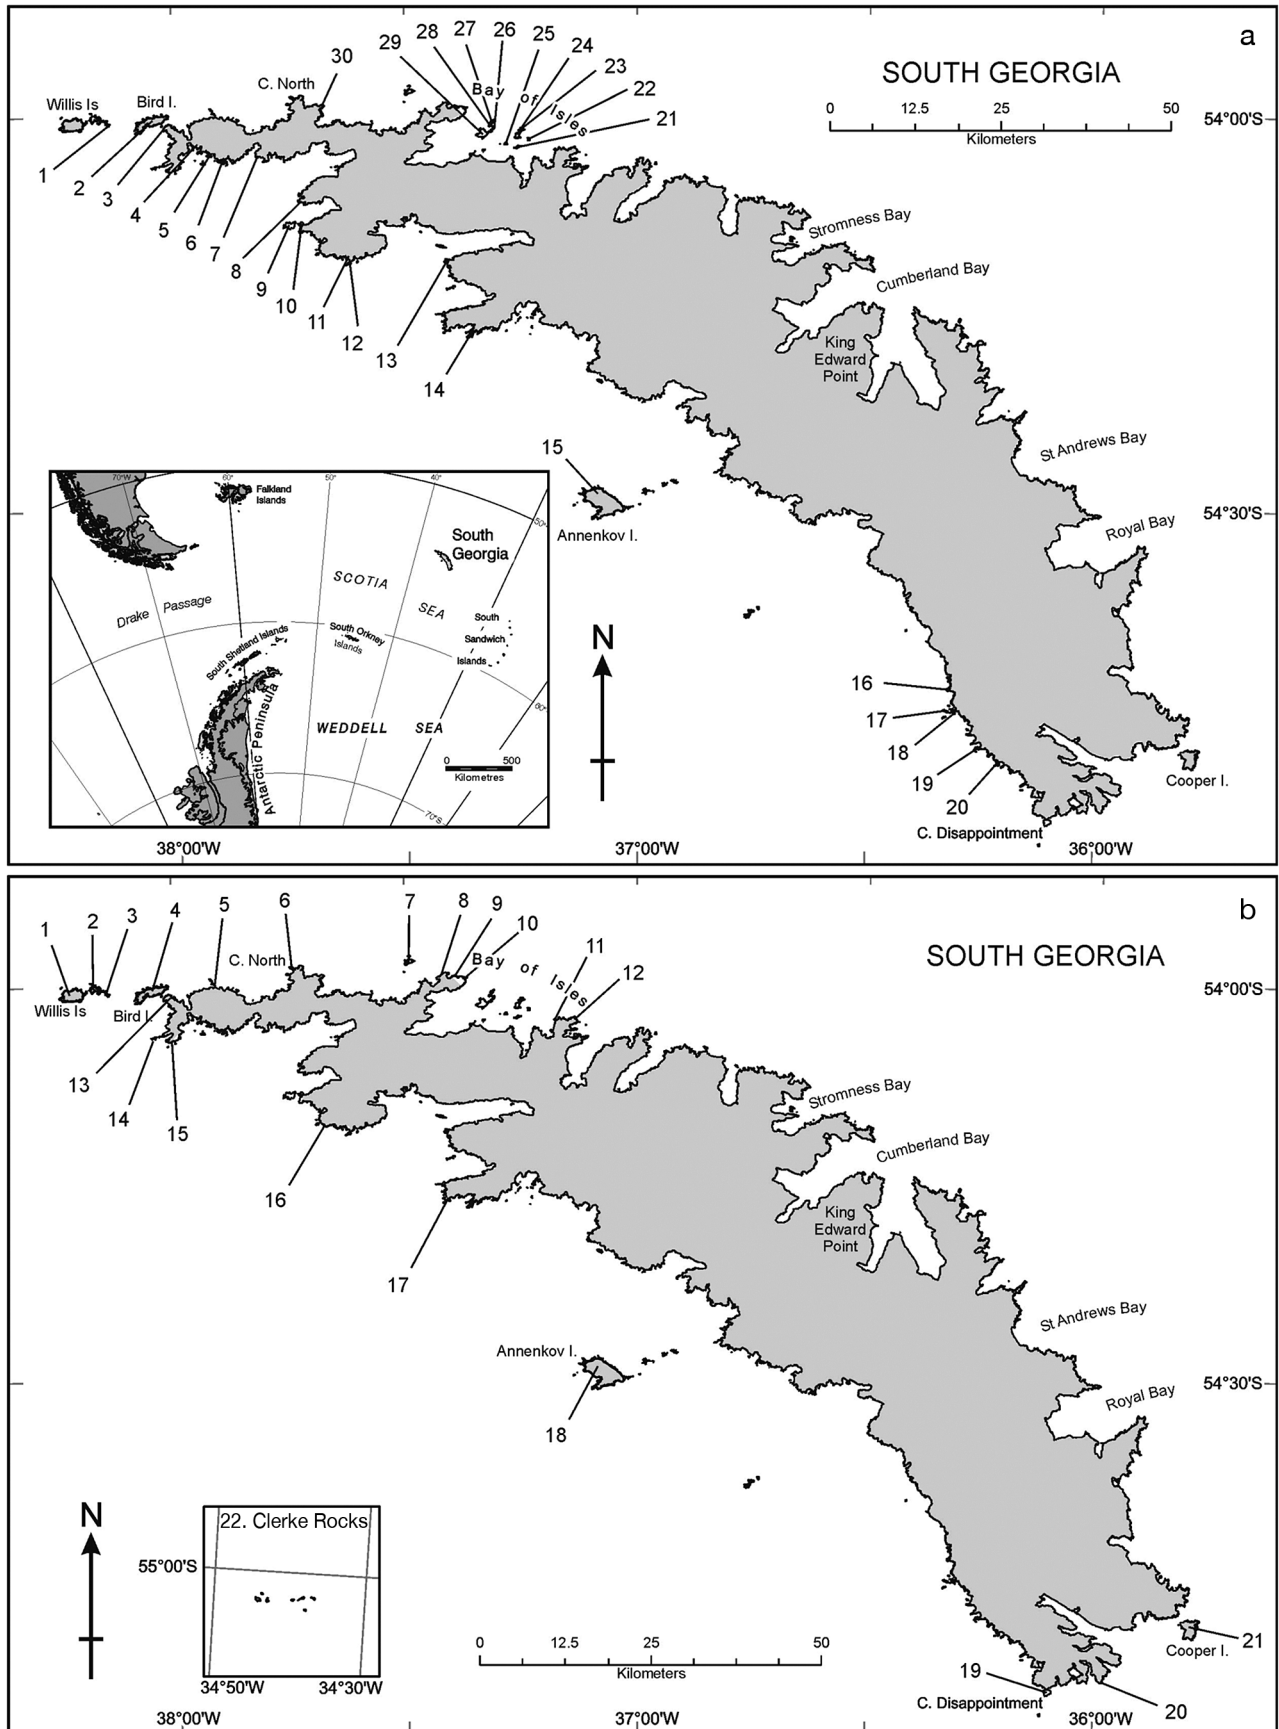 a
SOUTH GEORGIA
0 12.5 25 50
Kilometers
54°00'S
29 28 27 26 25 24 23 22 21
30
C. North
Bay of Isles
Willis Is
Bird I.
1 2 3 4 5 6 7 8 9 10 11 12 13 14
Stromness Bay
Cumberland Bay
King
Edward
Point
St Andrews Bay
15
Annenkov I.
54°30'S
Royal Bay
70°W 60° 50° 40°
Falkland
Islands
50°
South
Georgia
SCOTIA
SEA
Drake Passage
South Shetland Islands
South Orkney
Islands
South
Sandwich
Islands
60°
Antarctic Peninsula
WEDDELL SEA
0 500
Kilometres
70°S
N
16
17
18
19
20
Cooper I.
C. Disappointment
38°00'W 37°00'W 36°00'W
b
SOUTH GEORGIA
1 2 3 4 5 6 7 8 9 10 11 12
C. North
Bay of Isles
54°00'S
Willis Is
Bird I.
13
14
15
16
17
Stromness Bay
Cumberland Bay
King
Edward
Point
St Andrews Bay
Annenkov I.
18
54°30'S
Royal Bay
N
22. Clerke Rocks
55°00'S
34°50'W 34°30'W
0 12.5 25 50
Kilometers
21
Cooper I.
19
C. Disappointment
20
38°00'W 37°00'W 36°00'W